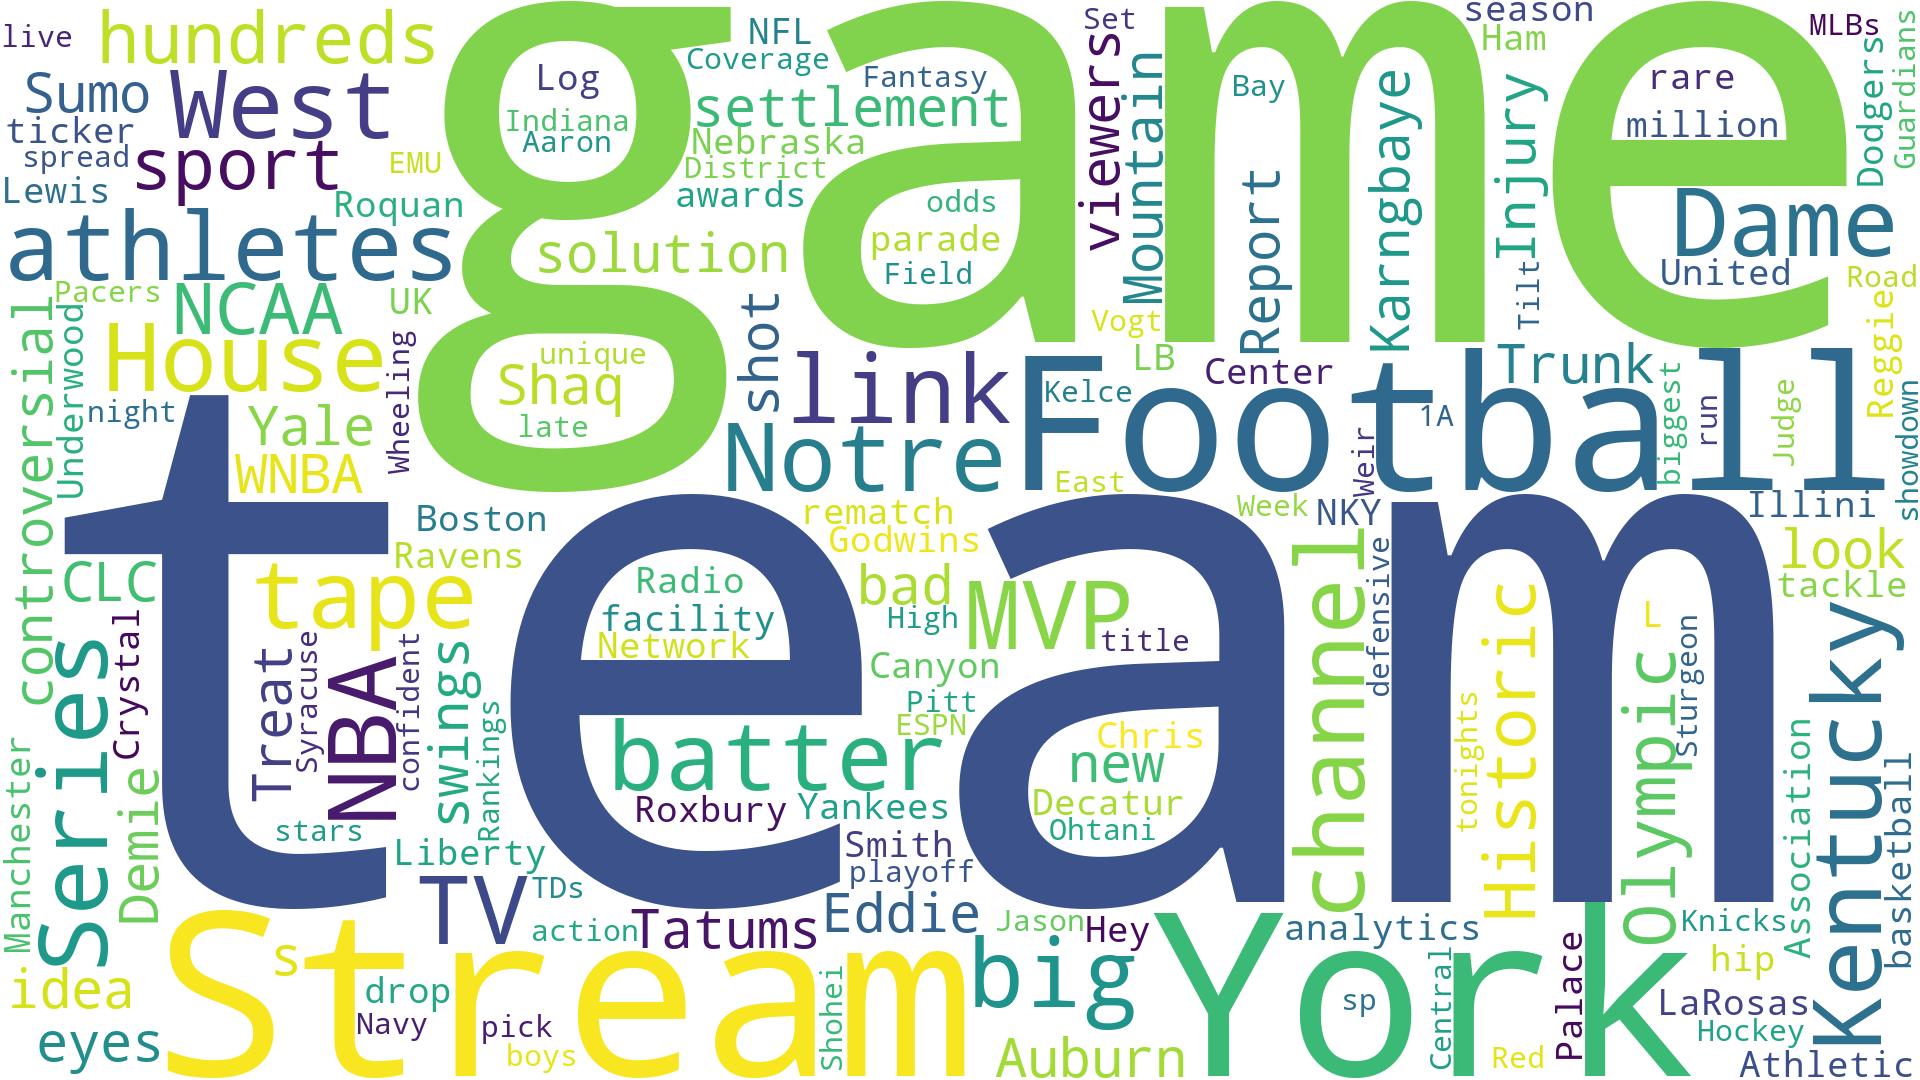 live
hundreds
game
NFL
Coverage
Set
season
Ham
MLBs
Sumo
West
Log
Fantasy
viewers
Mountain
Bay
Injury
rare
Dodgers
Guardians
ticker
Indiana
settlement
Karngbaye
million
spread
sport
EMU
Aaron
Nebraska
District
Lewis
Roquan
awards
odds
Report
Dame
athletes
solution
parade
Field
Tilt
United
Road
Pacers
NCAA
UK
Vogt
Reggie
controversial
Underwood
House
Wheeling
unique
Shaq
late
shot
link
LB
Center
Trunk
Football
Kelce
1A
biggest
run
Judge
showdown
night
Yale
WNBA
Notre
East
Weir
Week
NKY
Illini
team
Boston
Ravens
rematch
Godwins
look
tackle
CLC
tape
Radio
facility
Network
bad
High
MVP
title
channel
defensive
Historic
L
Sturgeon
Series
Crystal
Treat
Syracuse
NBA
confident
swings
Rankings
Canyon
Pitt
ESPN
Chris
new
tonights
Olympic
Kentucky
Manchester
Demie
batter
Roxbury
Yankees
Decatur
Ohtani
Association
basketball
stars
Liberty
Smith
playoff
TV
TDs
action
Tatums
Eddie
Jason
Hey
analytics
Knicks
Stream
s
big
York
hip
idea
drop
Shohei
sp
Central
Palace
LaRosas
eyes
Navy
pick
boys
Auburn
Red
Hockey
Athletic